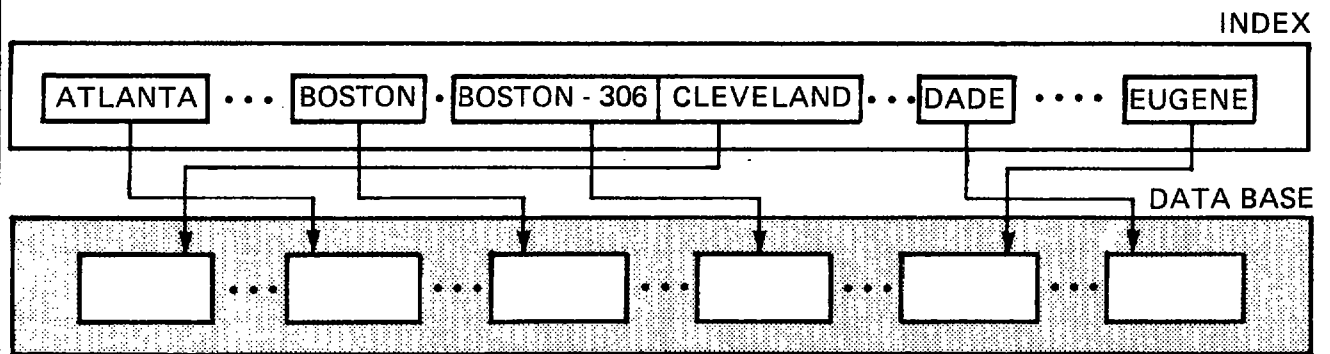 INDEX
ATLANTA • • • BOSTON • BOSTON - 306 CLEVELAND • • • DADE • • • • EUGENE
DATA BASE